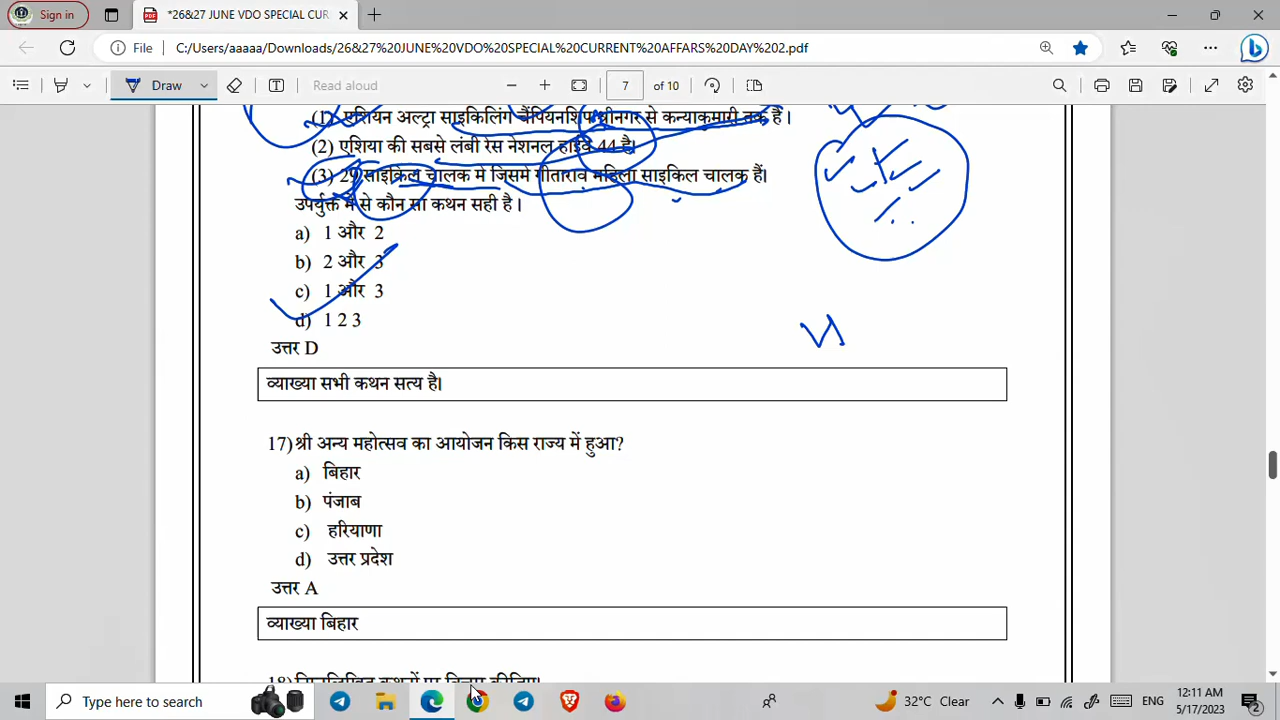 Sign in
*26&27 JUNE VDO SPECIAL CUR
File C:/Users/aaaaa/Downloads/26&27%20JUNE%20VDO%20SPECIAL%20CURRENT%20AFFARS%20DAY%202.pdf
Draw
Read aloud
7 of 10
(1) एशियन अल्ट्रा साइकिलिंग चैंपियनशिप श्रीनगर से कन्याकुमारी तक है।
(2) एशिया की सबसे लंबी रेस नेशनल हाईवे 44 है।
(3) 29 साइकिल चालक मे जिसमे गीताराव महिला साइकिल चालक हैं।
उपर्युक्त में से कौन सा कथन सही है।
a) 1 और 2
b) 2 और 3
c) 1 और 3
d) 1 2 3
उत्तर D
व्याख्या सभी कथन सत्य है।
17) श्री अन्य महोत्सव का आयोजन किस राज्य में हुआ?
a) बिहार
b) पंजाब
c) हरियाणा
d) उत्तर प्रदेश
उत्तर A
व्याख्या बिहार
18) निम्नलिखित कथनों पर विचार कीजिए।
Type here to search
32°C Clear
ENG
12:11 AM
5/17/2023
2